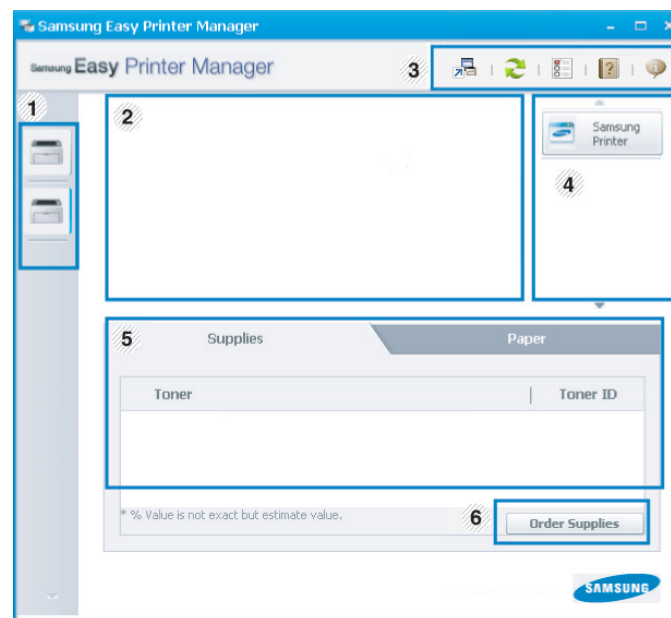 Samsung Easy Printer Manager
Samsung Easy Printer Manager
3
1
2
Samsung
Printer
4
5
Supplies
Paper
Toner
Toner ID
* % Value is not exact but estimate value.
6
Order Supplies
SAMSUNG